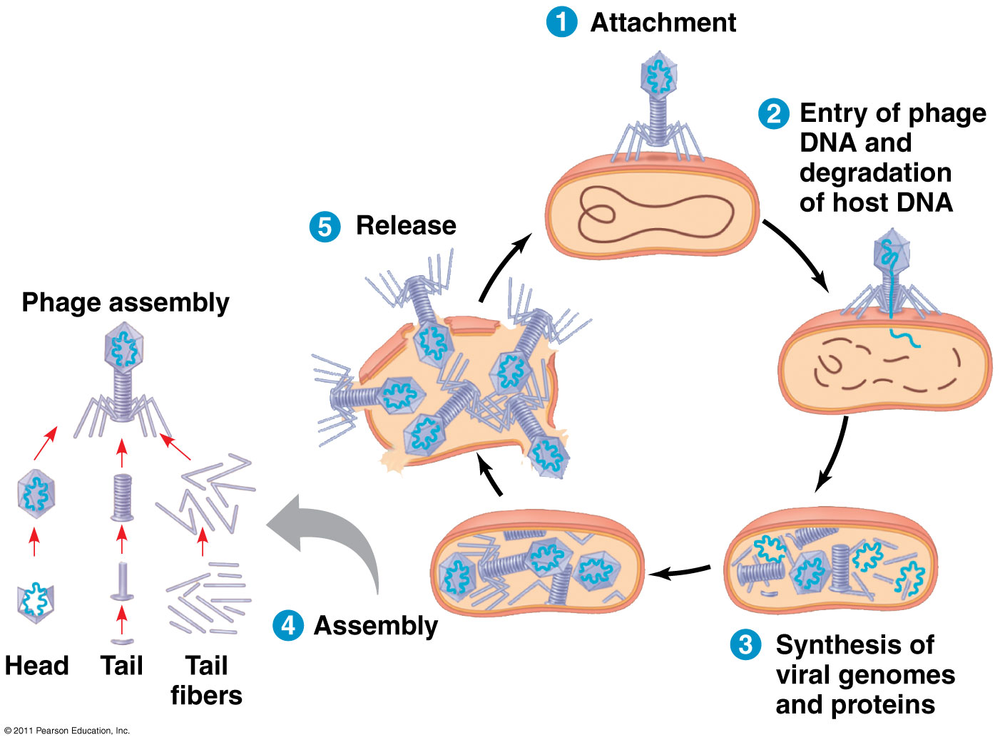 1 Attachment
2 Entry of phage
DNA and
degradation
of host DNA
5 Release
Phage assembly
4 Assembly
3 Synthesis of
viral genomes
and proteins
Head
Tail
Tail
fibers
© 2011 Pearson Education, Inc.